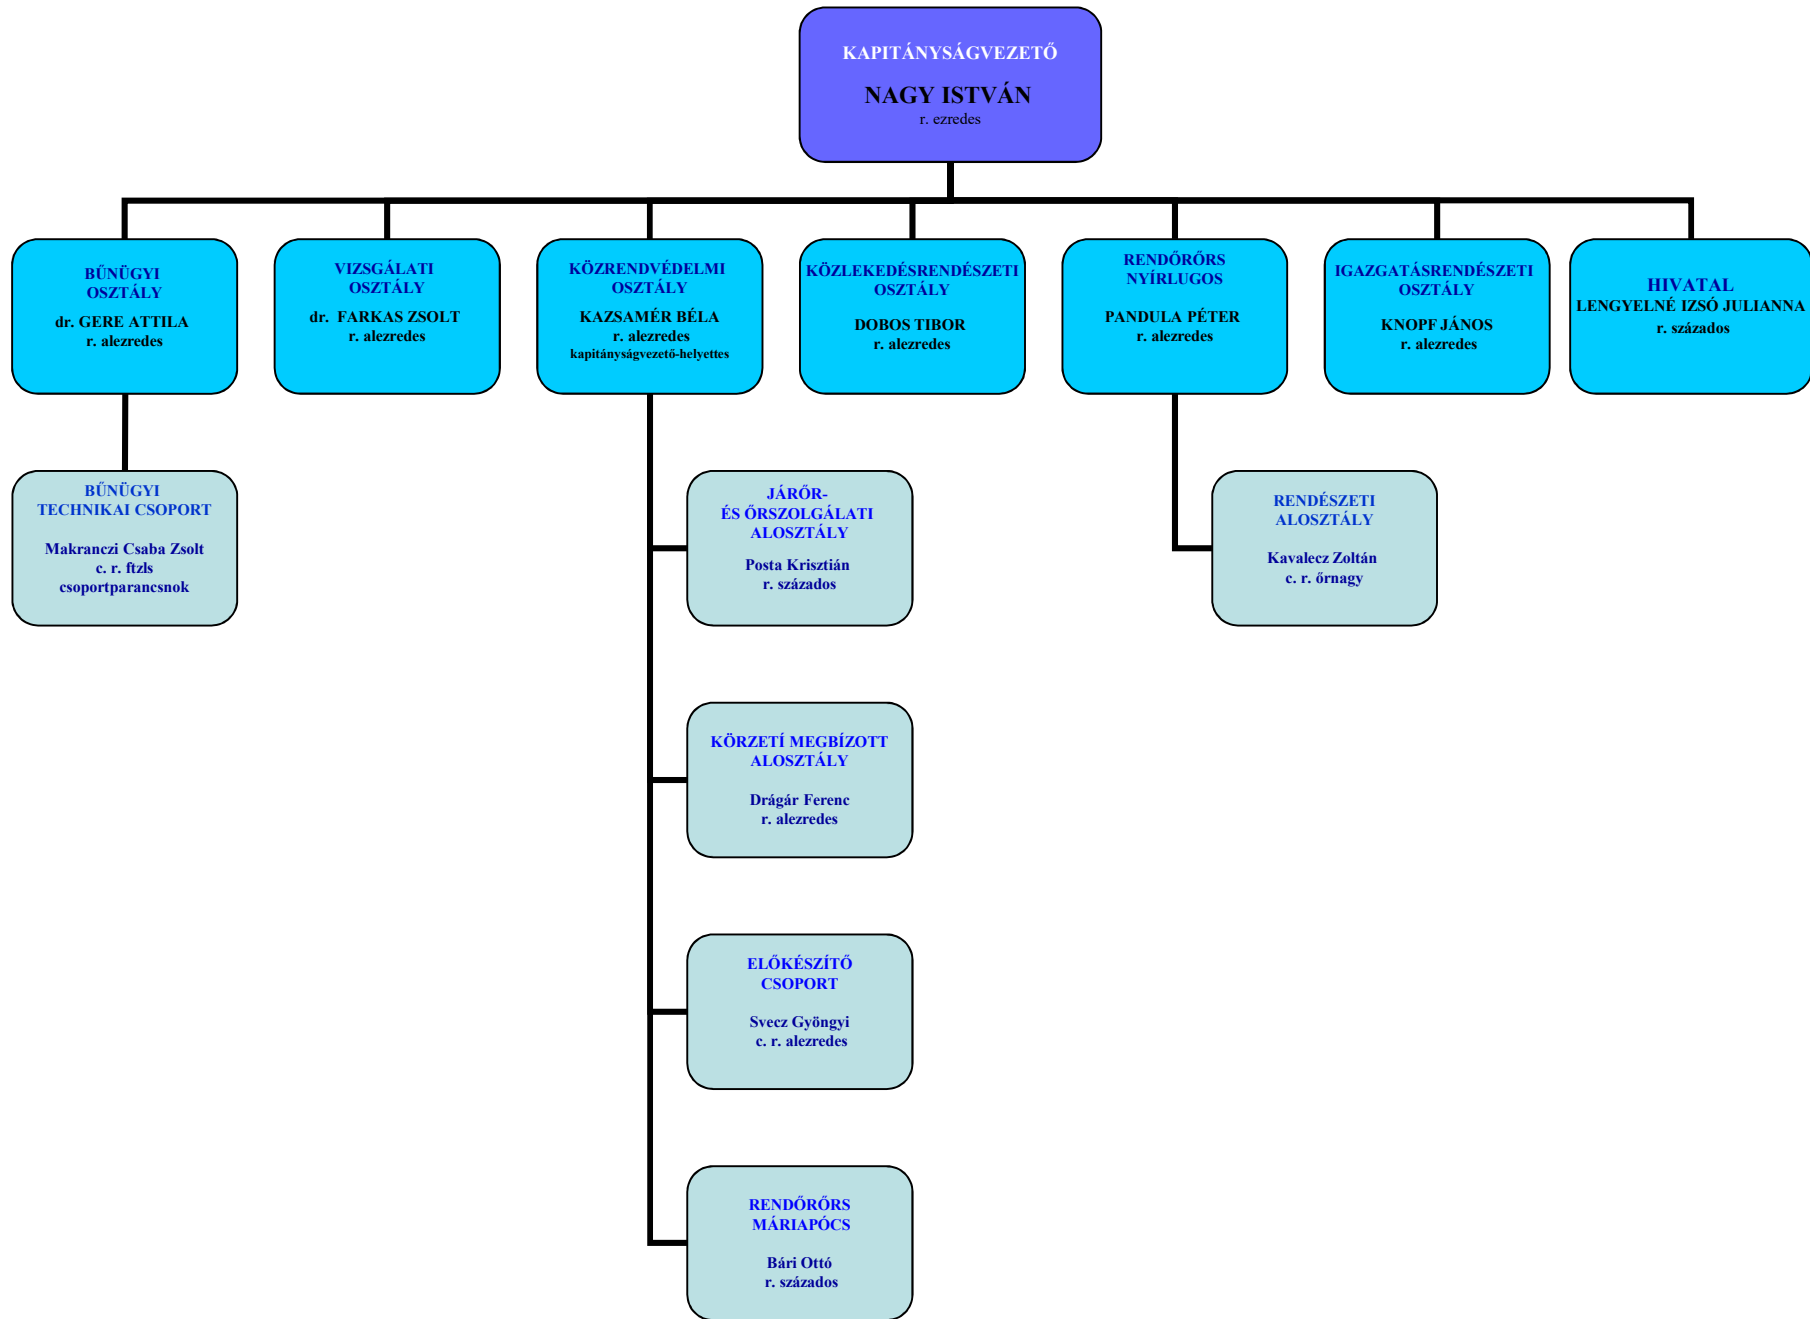 KAPITÁNYSÁGVEZETŐ
NAGY ISTVÁN
r. ezredes
BŰNÜGYI
OSZTÁLY
dr. GERE ATTILA
r. alezredes
VIZSGÁLATI
OSZTÁLY
dr. FARKAS ZSOLT
r. alezredes
KÖZRENDVÉDELMI
OSZTÁLY
KAZSAMÉR BÉLA
r. alezredes
kapitányságvezető-helyettes
KÖZLEKEDÉSRENDÉSZETI
OSZTÁLY
DOBOS TIBOR
r. alezredes
RENDŐRŐRS
NYÍRLUGOS
PANDULA PÉTER
r. alezredes
IGAZGATÁSRENDÉSZETI
OSZTÁLY
KNOPF JÁNOS
r. alezredes
HIVATAL
LENGYELNÉ IZSÓ JULIANNA
r. százados
BŰNÜGYI
TECHNIKAI CSOPORT
Makranczi Csaba Zsolt
c. r. ftzls
csoportparancsnok
JÁRŐR-
ÉS ŐRSZOLGÁLATI
ALOSZTÁLY
Posta Krisztián
r. százados
RENDÉSZETI
ALOSZTÁLY
Kavalecz Zoltán
c. r. őrnagy
KÖRZETÍ MEGBÍZOTT
ALOSZTÁLY
Drágár Ferenc
r. alezredes
ELŐKÉSZÍTŐ
CSOPORT
Svecz Gyöngyi
c. r. alezredes
RENDŐRŐRS
MÁRIAPÓCS
Bári Ottó
r. százados